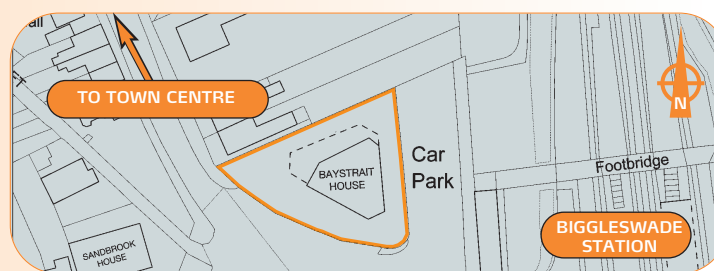 TO TOWN CENTRE
N
Car
Park
Footbridge
BAYSTRAIT
HOUSE
BIGGLESWADE
STATION
SANDBROOK
HOUSE